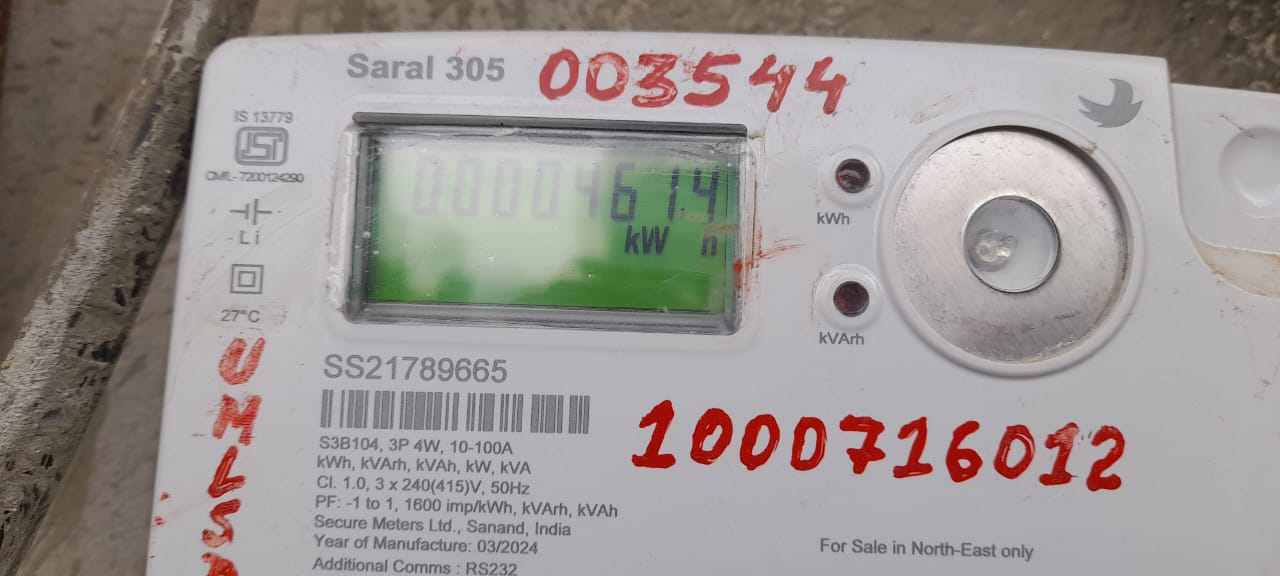 Saral 305
003544
IS 13779
ISI
CM/L- 7200124290
00004614
kW h
Li
27°C
kWh
kVArh
UMLS
SS21789665
1000716012
S3B104, 3P 4W, 10-100A
kWh, kVArh, kVAh, kW, kVA
Cl. 1.0, 3 x 240(415)V, 50Hz
PF: -1 to 1, 1600 imp/kWh, kVArh, kVAh
Secure Meters Ltd., Sanand, India
Year of Manufacture: 03/2024
Additional Comms : RS232
For Sale in North-East only